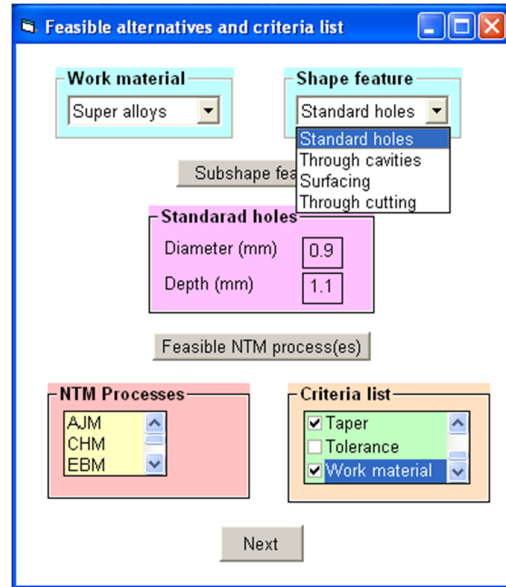 Feasible alternatives and criteria list
Work material
Super alloys
Shape feature
Standard holes
Standard holes
Through cavities
Surfacing
Through cutting
Subshape
Standarad holes
Diameter (mm) 0.9
Depth (mm) 1.1
Feasible NTM process(es)
NTM Processes
AJM
CHM
EBM
Criteria list
Taper
Tolerance
Work material
Next